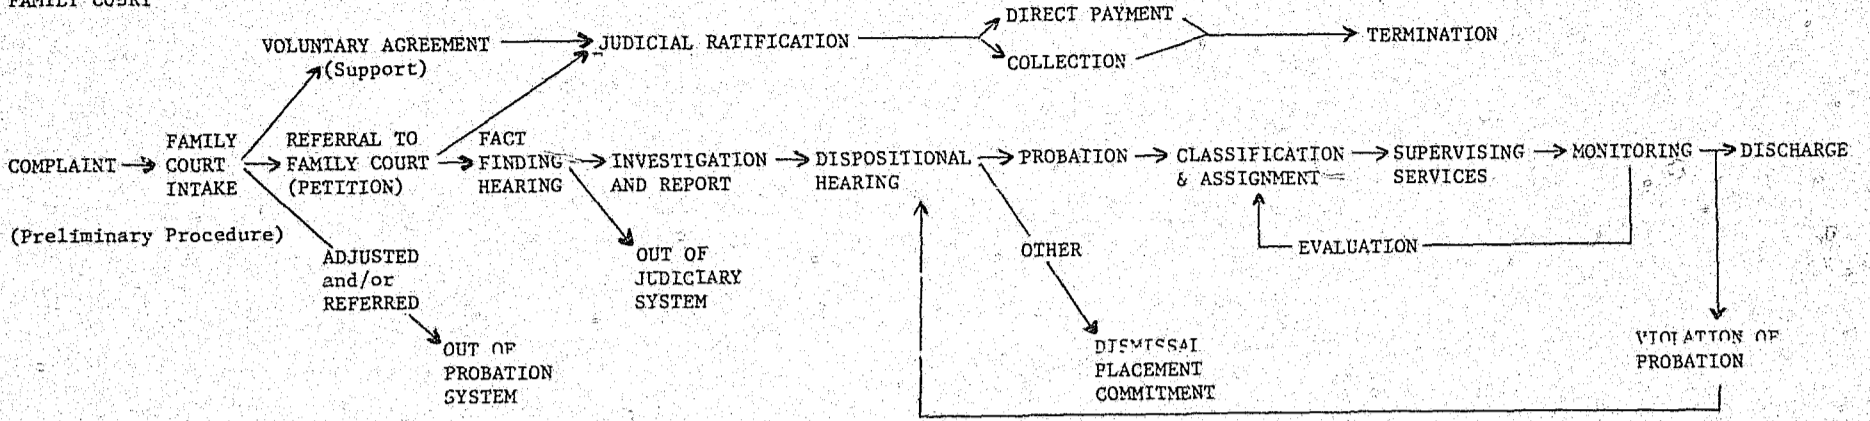 FAMILY COURT
DIRECT PAYMENT
VOLUNTARY AGREEMENT
(Support)
JUDICIAL RATIFICATION
COLLECTION
TERMINATION
COMPLAINT
FAMILY
COURT
INTAKE
REFERRAL TO
FAMILY COURT
(PETITION)
FACT
FINDING
HEARING
INVESTIGATION
AND REPORT
DISPOSITIONAL
HEARING
PROBATION
CLASSIFICATION
& ASSIGNMENT
SUPERVISING
SERVICES
MONITORING
DISCHARGE
(Preliminary Procedure)
ADJUSTED
and/or
REFERRED
OUT OF
JUDICIARY
SYSTEM
OTHER
EVALUATION
OUT OF
PROBATION
SYSTEM
DISMISSAL
PLACEMENT
COMMITMENT
VIOLATION OF
PROBATION